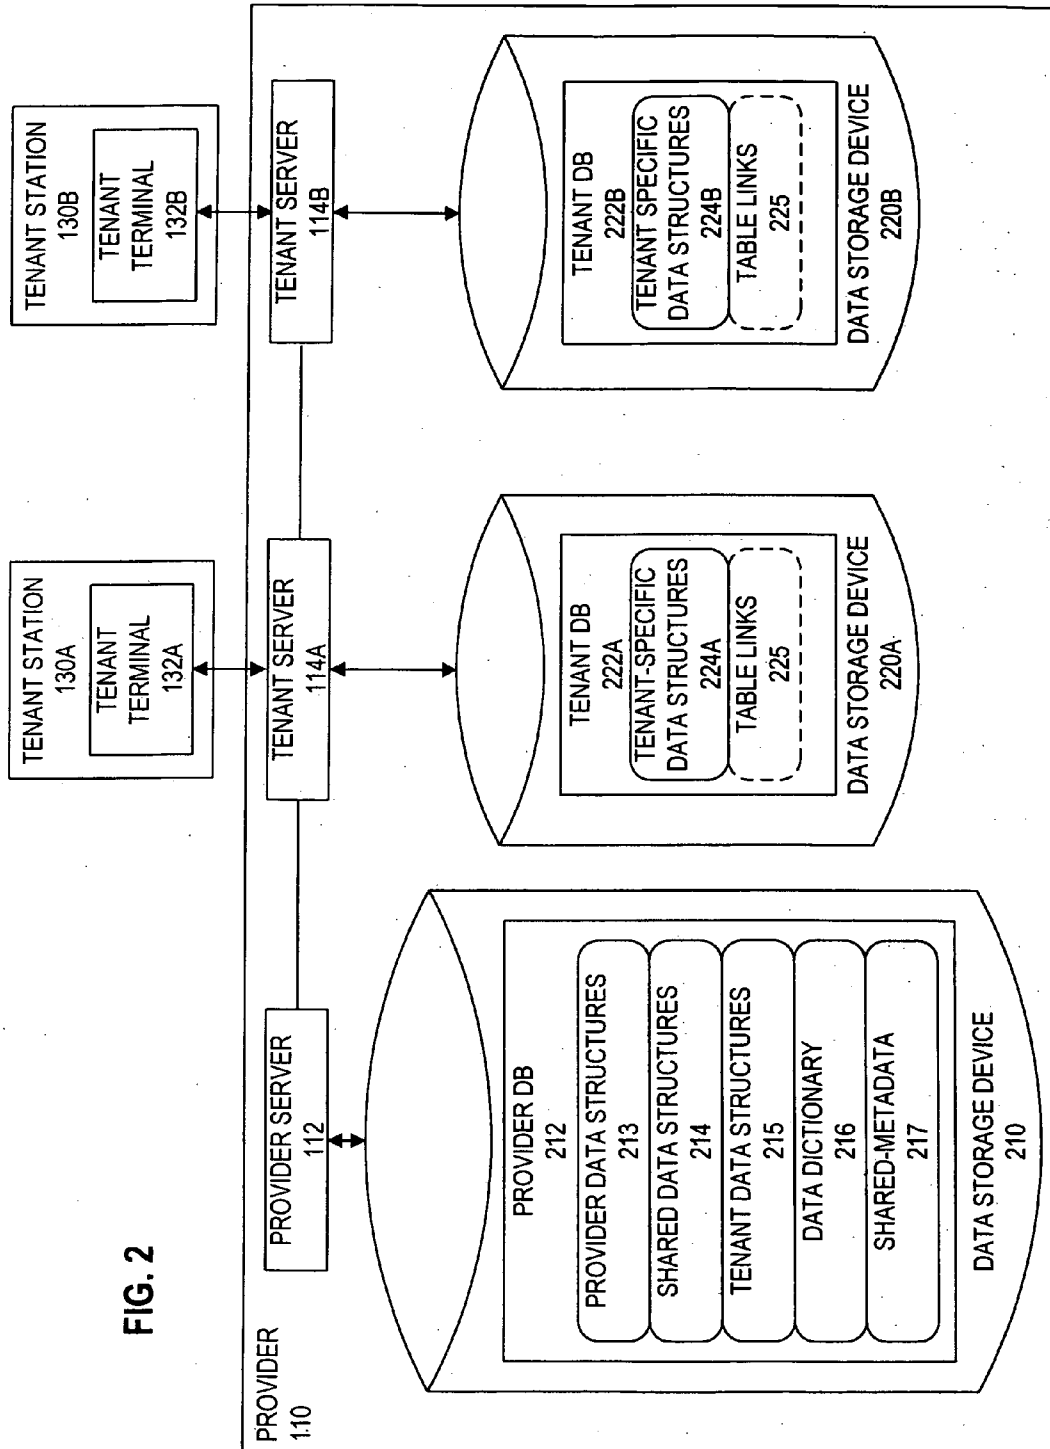 FIG. 2
PROVIDER
110
PROVIDER SERVER
112
PROVIDER DB
212
PROVIDER DATA STRUCTURES
213
SHARED DATA STRUCTURES
214
TENANT DATA STRUCTURES
215
DATA DICTIONARY
216
SHARED-METADATA
217
DATA STORAGE DEVICE
210
TENANT STATION
130A
TENANT
TERMINAL
132A
TENANT SERVER
114A
TENANT DB
222A
TENANT-SPECIFIC
DATA STRUCTURES
224A
TABLE LINKS
225
DATA STORAGE DEVICE
220A
TENANT STATION
130B
TENANT
TERMINAL
132B
TENANT SERVER
114B
TENANT DB
222B
TENANT SPECIFIC
DATA STRUCTURES
224B
TABLE LINKS
225
DATA STORAGE DEVICE
220B